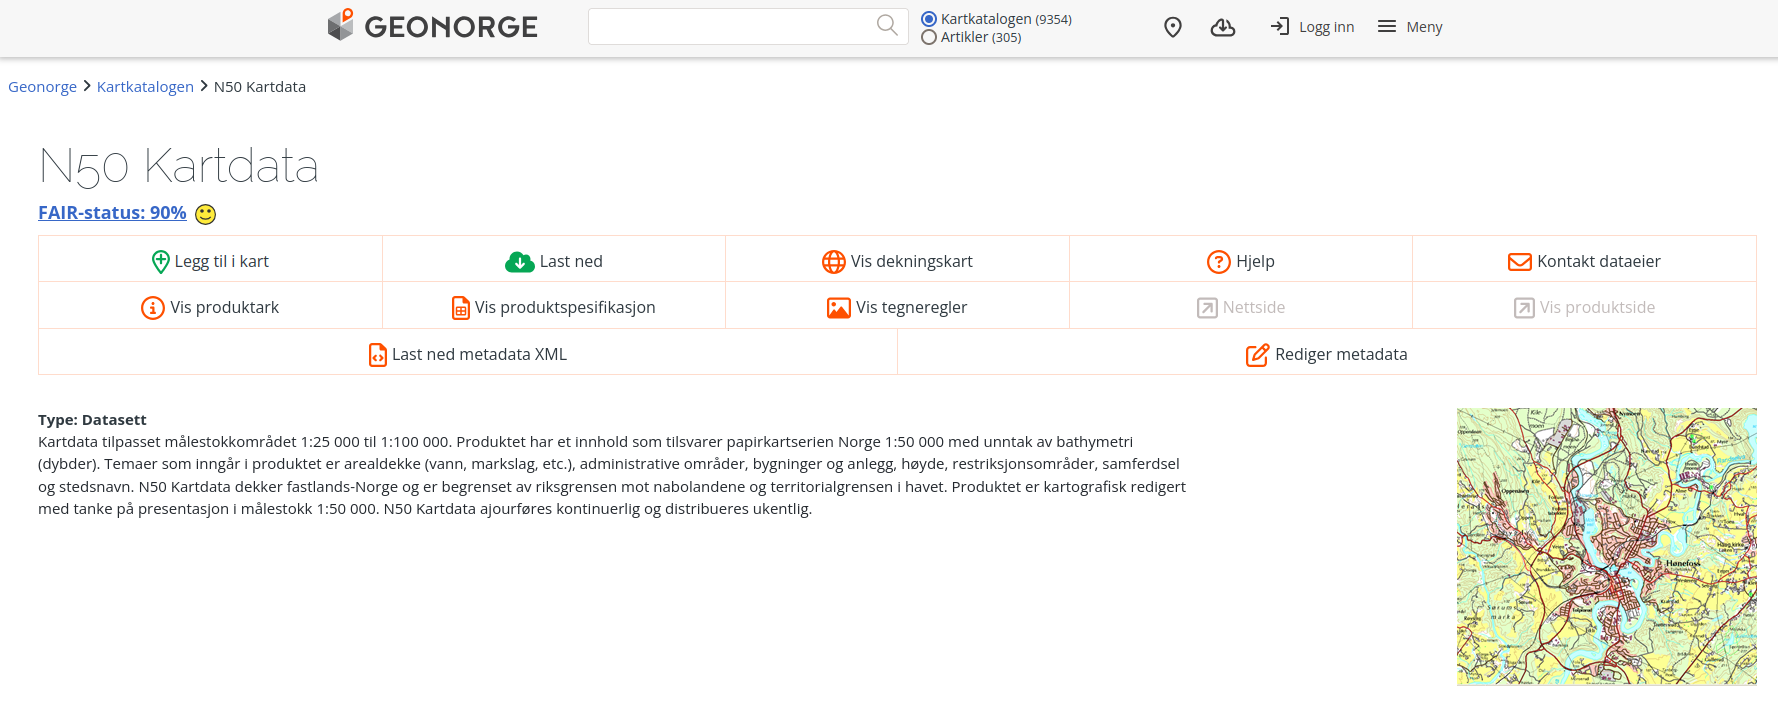 GEONORGE
Kartkatalogen (9354)
Artikler (305)
Logg inn
Meny
Geonorge > Kartkatalogen > N50 Kartdata
N50 Kartdata
FAIR-status: 90%
Legg til i kart
Last ned
Vis dekningskart
Hjelp
Kontakt dataeier
Vis produktark
Vis produktspesifikasjon
Vis tegneregler
Nettside
Vis produktside
Last ned metadata XML
Rediger metadata
Type: Datasett
Kartdata tilpasset målestokkområdet 1:25 000 til 1:100 000. Produktet har et innhold som tilsvarer papirkartserien Norge 1:50 000 med unntak av bathymetri
(dybder). Temaer som inngår i produktet er arealdekke (vann, markslag, etc.), administrative områder, bygninger og anlegg, høyde, restriksjonsområder, samferdsel
og stedsnavn. N50 Kartdata dekker fastlands-Norge og er begrenset av riksgrensen mot nabolandene og territorialgrensen i havet. Produktet er kartografisk redigert
med tanke på presentasjon i målestokk 1:50 000. N50 Kartdata ajourføres kontinuerlig og distribueres ukentlig.
Hønefoss